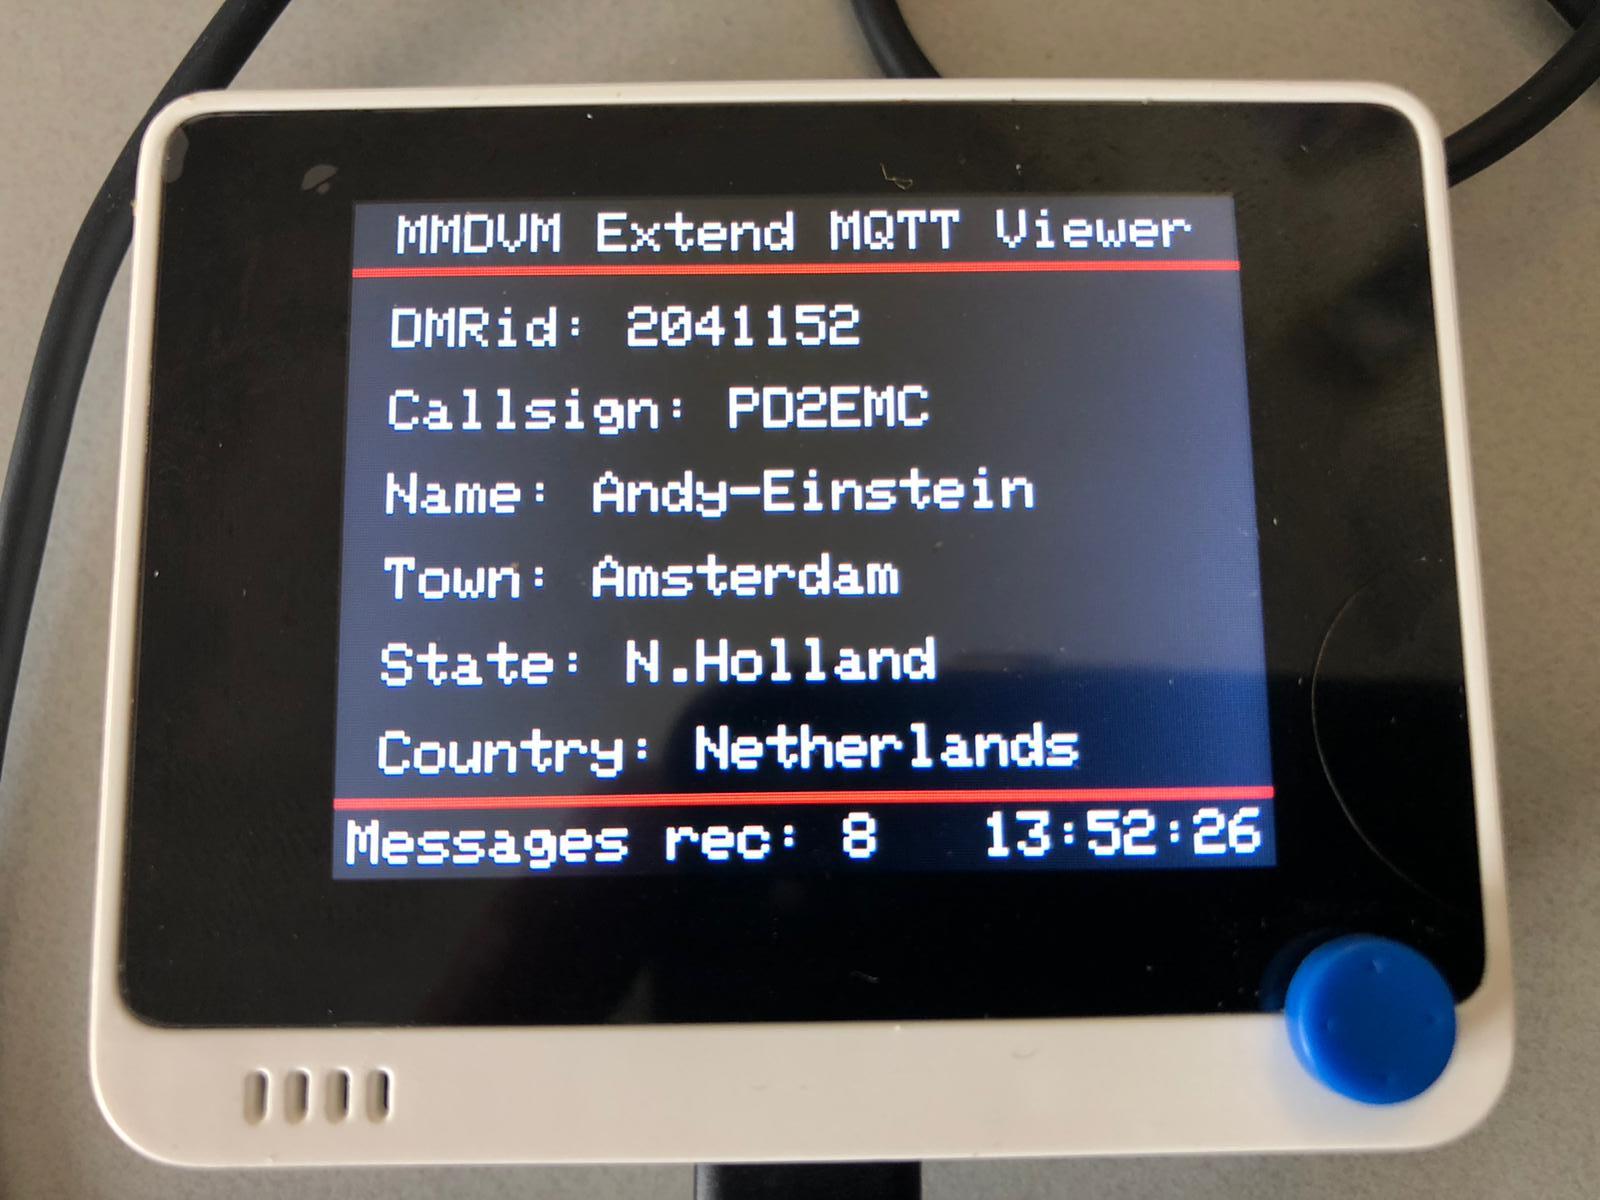 MMDVM Extend MQTT Viewer
DMRid: 2041152
Callsign: PD2EMC
Name: Andy-Einstein
Town: Amsterdam
State: N.Holland
Country: Netherlands
Messages rec: 8 13:52:26